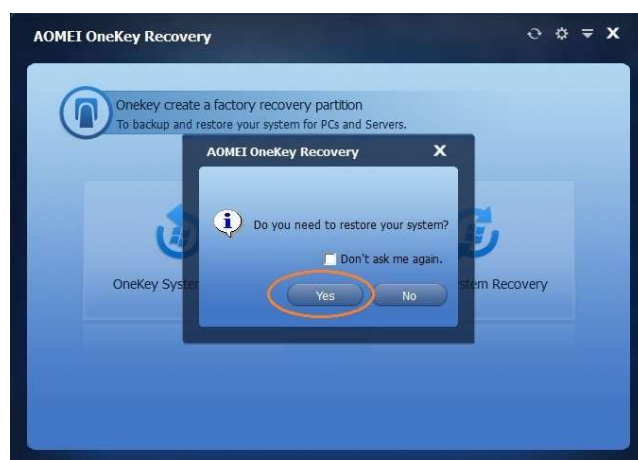 AOMEI OneKey Recovery
Onekey create a factory recovery partition
To backup and restore your system for PCs and Servers.
AOMEI OneKey Recovery
X
Do you need to restore your system?
Don't ask me again.
Yes
No
OneKey Syste
stem Recovery